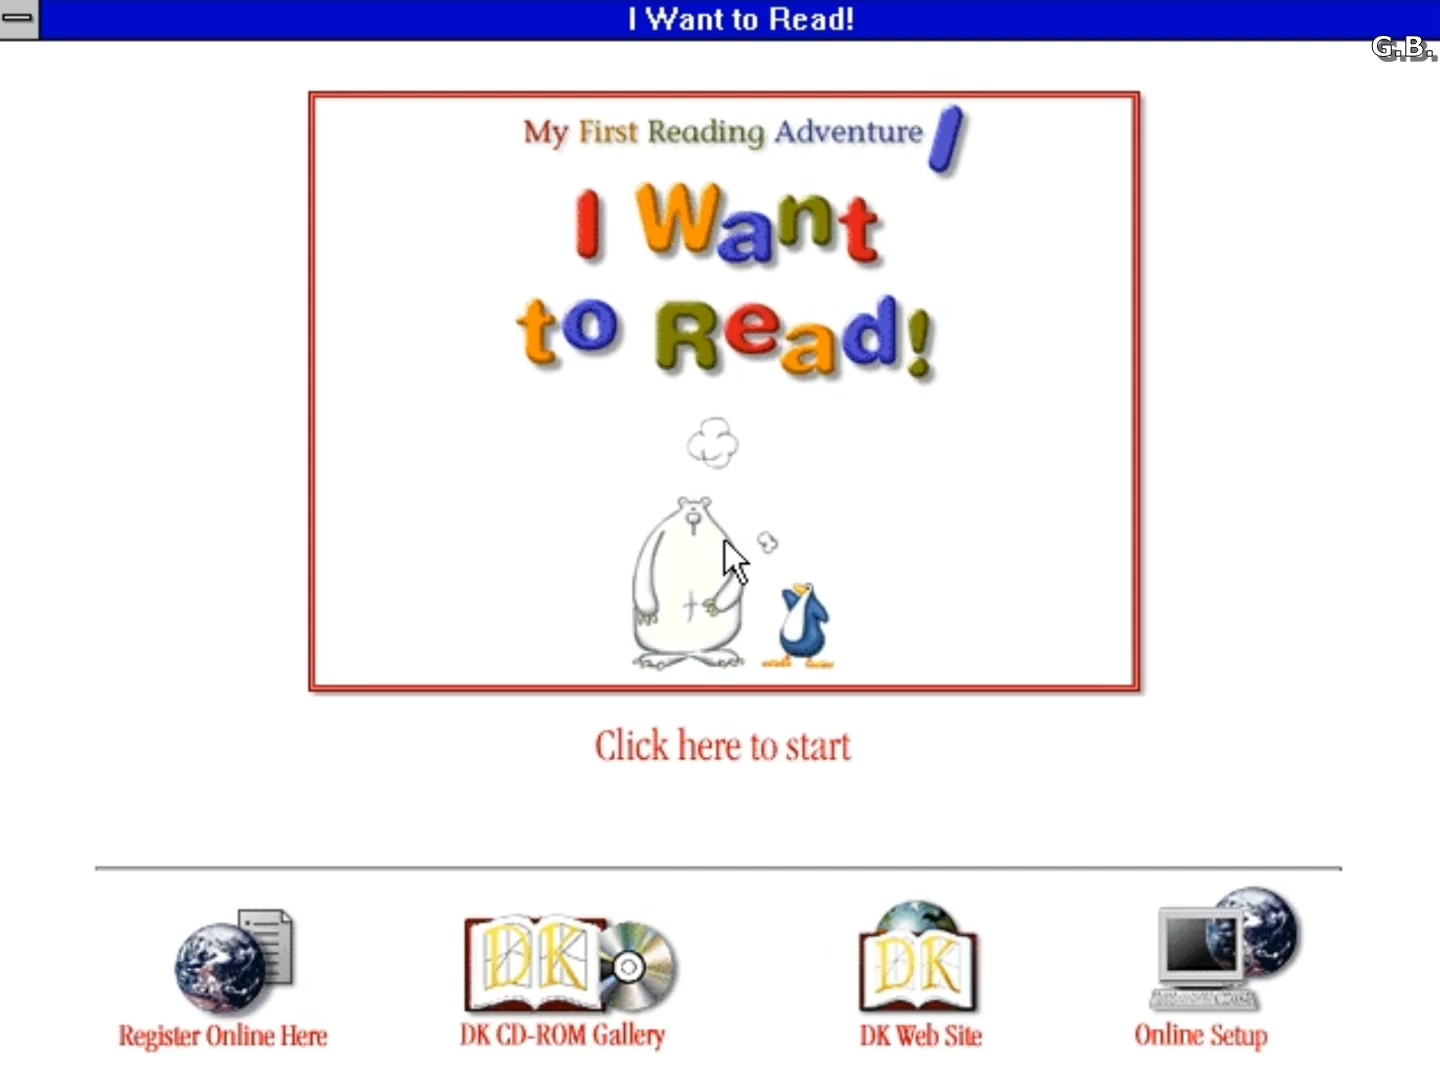 I Want to Read!
G.B.
My First Reading Adventure
I Want
to Read!
Click here to start
DK
DK
Register Online Here
DK CD-ROM Gallery
DK Web Site
Online Setup